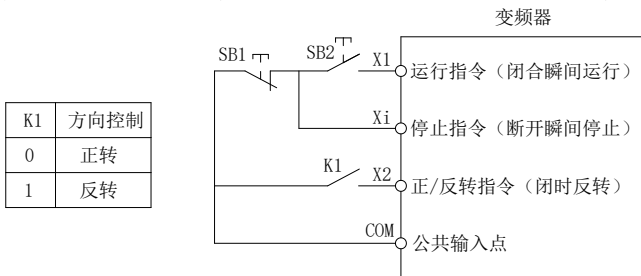 变频器
SB1 SB2 X1 运行指令（闭合瞬间运行）
Xi 停止指令（断开瞬间停止）
K1 X2 正/反转指令（闭时反转）
COM 公共输入点
K1 方向控制
0 正转
1 反转